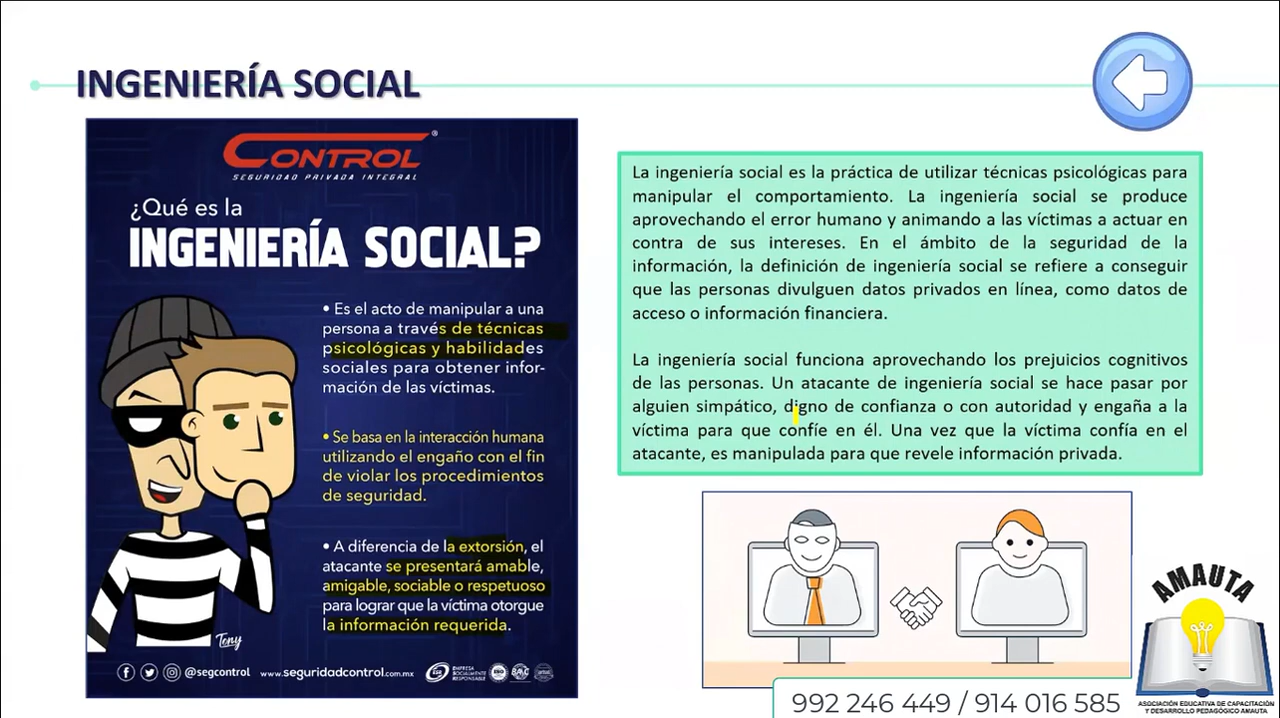 INGENIERÍA SOCIAL
CONTROL®
SEGURIDAD PRIVADA INTEGRAL
¿Qué es la
INGENIERÍA SOCIAL?
• Es el acto de manipular a una
persona a través de técnicas
psicológicas y habilidades
sociales para obtener infor-
mación de las víctimas.
• Se basa en la interacción humana
utilizando el engaño con el fin
de violar los procedimientos
de seguridad.
• A diferencia de la extorsión, el
atacante se presentará amable,
amigable, sociable o respetuoso
para lograr que la víctima otorgue
la información requerida.
Tony
@segcontrol www.seguridadcontrol.com.mx
EMPRESA
SOCIALMENTE
RESPONSABLE
La ingeniería social es la práctica de utilizar técnicas psicológicas para
manipular el comportamiento. La ingeniería social se produce
aprovechando el error humano y animando a las víctimas a actuar en
contra de sus intereses. En el ámbito de la seguridad de la
información, la definición de ingeniería social se refiere a conseguir
que las personas divulguen datos privados en línea, como datos de
acceso o información financiera.
La ingeniería social funciona aprovechando los prejuicios cognitivos
de las personas. Un atacante de ingeniería social se hace pasar por
alguien simpático, digno de confianza o con autoridad y engaña a la
víctima para que confíe en él. Una vez que la víctima confía en el
atacante, es manipulada para que revele información privada.
992 246 449 / 914 016 585
AMAUTA
ASOCIACIÓN EDUCATIVA DE CAPACITACIÓN
Y DESARROLLO PEDAGÓGICO AMAUTA